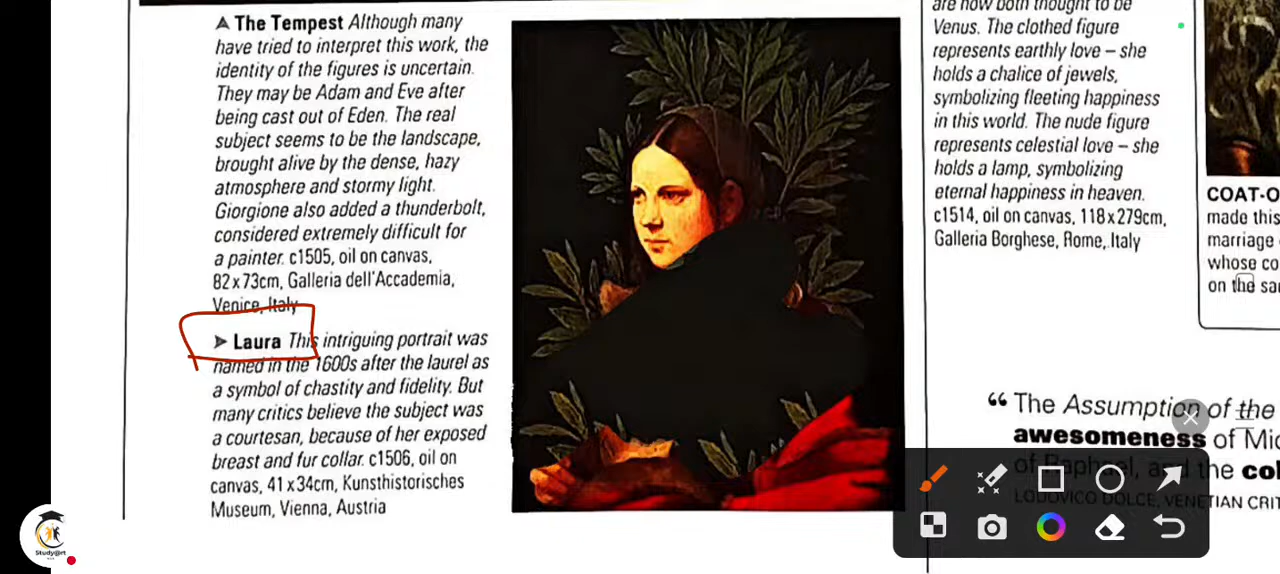 ▲ The Tempest Although many
have tried to interpret this work, the
identity of the figures is uncertain.
They may be Adam and Eve after
being cast out of Eden. The real
subject seems to be the landscape,
brought alive by the dense, hazy
atmosphere and stormy light.
Giorgione also added a thunderbolt,
considered extremely difficult for
a painter. c1505, oil on canvas,
82x73cm, Galleria dell'Accademia,
Venice, Italy
➤ Laura This intriguing portrait was
named in the 1600s after the laurel as
a symbol of chastity and fidelity. But
many critics believe the subject was
a courtesan, because of her exposed
breast and fur collar. c1506, oil on
canvas, 41x34cm, Kunsthistorisches
Museum, Vienna, Austria
are now both thought to be
Venus. The clothed figure
represents earthly love – she
holds a chalice of jewels,
symbolizing fleeting happiness
in this world. The nude figure
represents celestial love – she
holds a lamp, symbolizing
eternal happiness in heaven.
c1514, oil on canvas, 118x279cm,
Galleria Borghese, Rome, Italy
COAT-O
made this
marriage
whose co
on the sa
“ The Assumption of the
awesomeness of Mic
of Raphael, and the col
LODOVICO DOLCE, VENETIAN CRIT
Study@rt